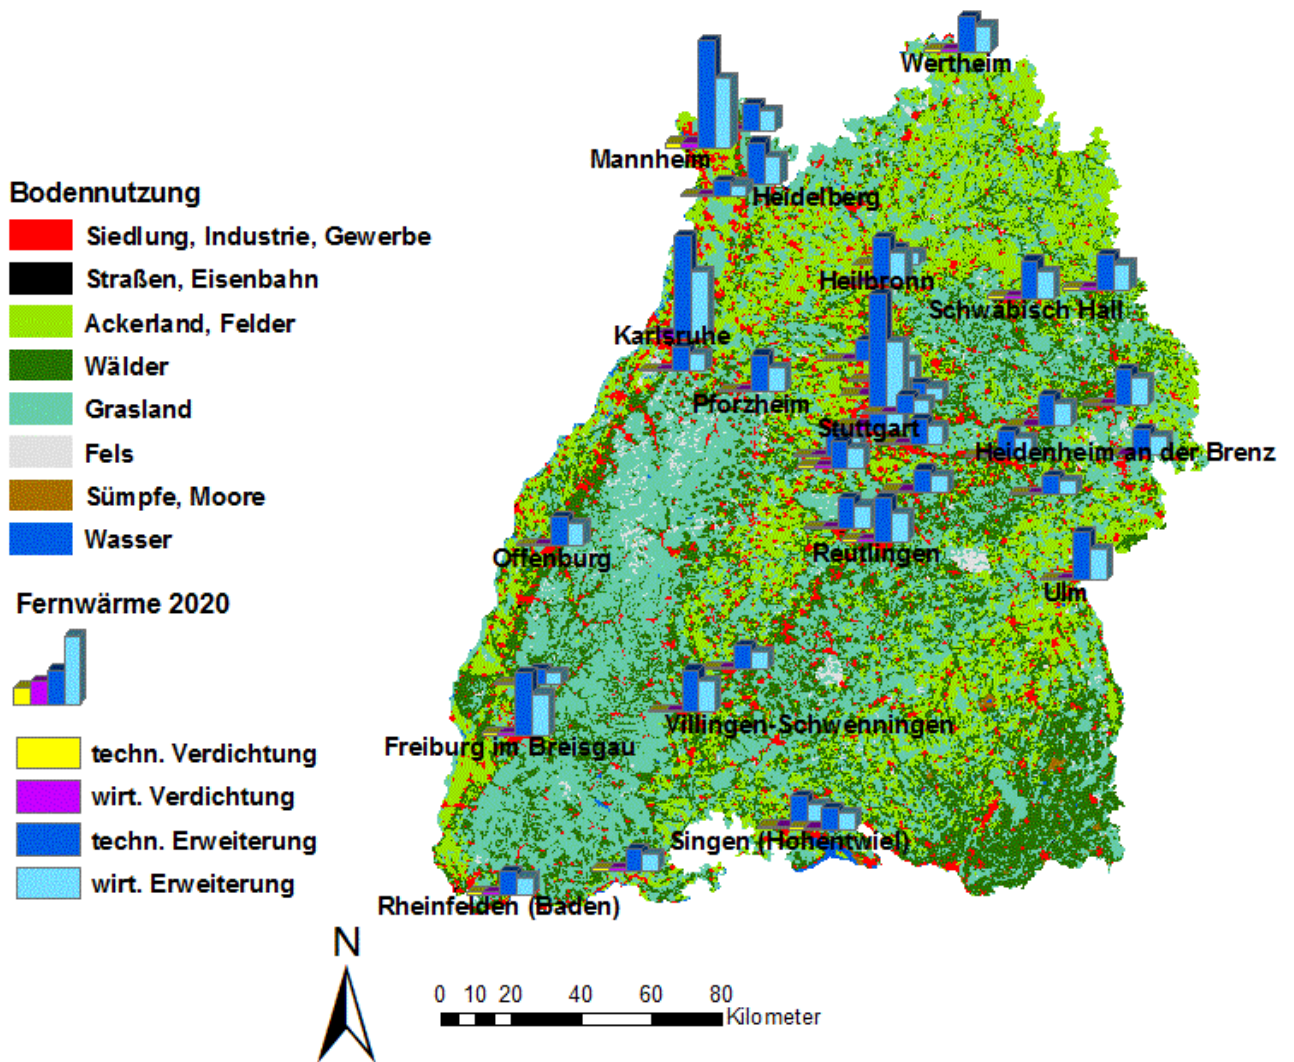 Bodennutzung
Siedlung, Industrie, Gewerbe
Straßen, Eisenbahn
Ackerland, Felder
Wälder
Grasland
Fels
Sümpfe, Moore
Wasser
Fernwärme 2020
techn. Verdichtung
wirt. Verdichtung
techn. Erweiterung
wirt. Erweiterung
Wertheim
Mannheim
Heidelberg
Heilbronn
Schwäbisch Hall
Karlsruhe
Pforzheim
Stuttgart
Heidenheim an der Brenz
Offenburg
Reutlingen
Ulm
Villingen-Schwenningen
Freiburg im Breisgau
Singen (Hohentwiel)
Rheinfelden (Baden)
N
0 10 20 40 60 80
Kilometer